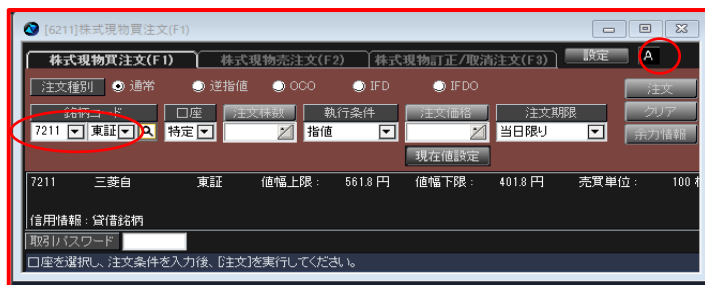 [6211]株式現物買注文(F1)
株式現物買注文(F1) 株式現物売注文(F2) 株式現物訂正/取消注文(F3) 設定 A
注文種別 通常 逆指値 OCO IFD IFDO 注文
銘柄コード 口座 注文株数 執行条件 注文価格 注文期限 クリア
7211 東証 特定 指値 当日限り 余力情報
現在値設定
7211 三菱自 東証 値幅上限: 561.8円 値幅下限: 401.8円 売買単位: 100
信用情報:貸借銘柄
取引パスワード
口座を選択し、注文条件を入力後、[注文]を実行してください。